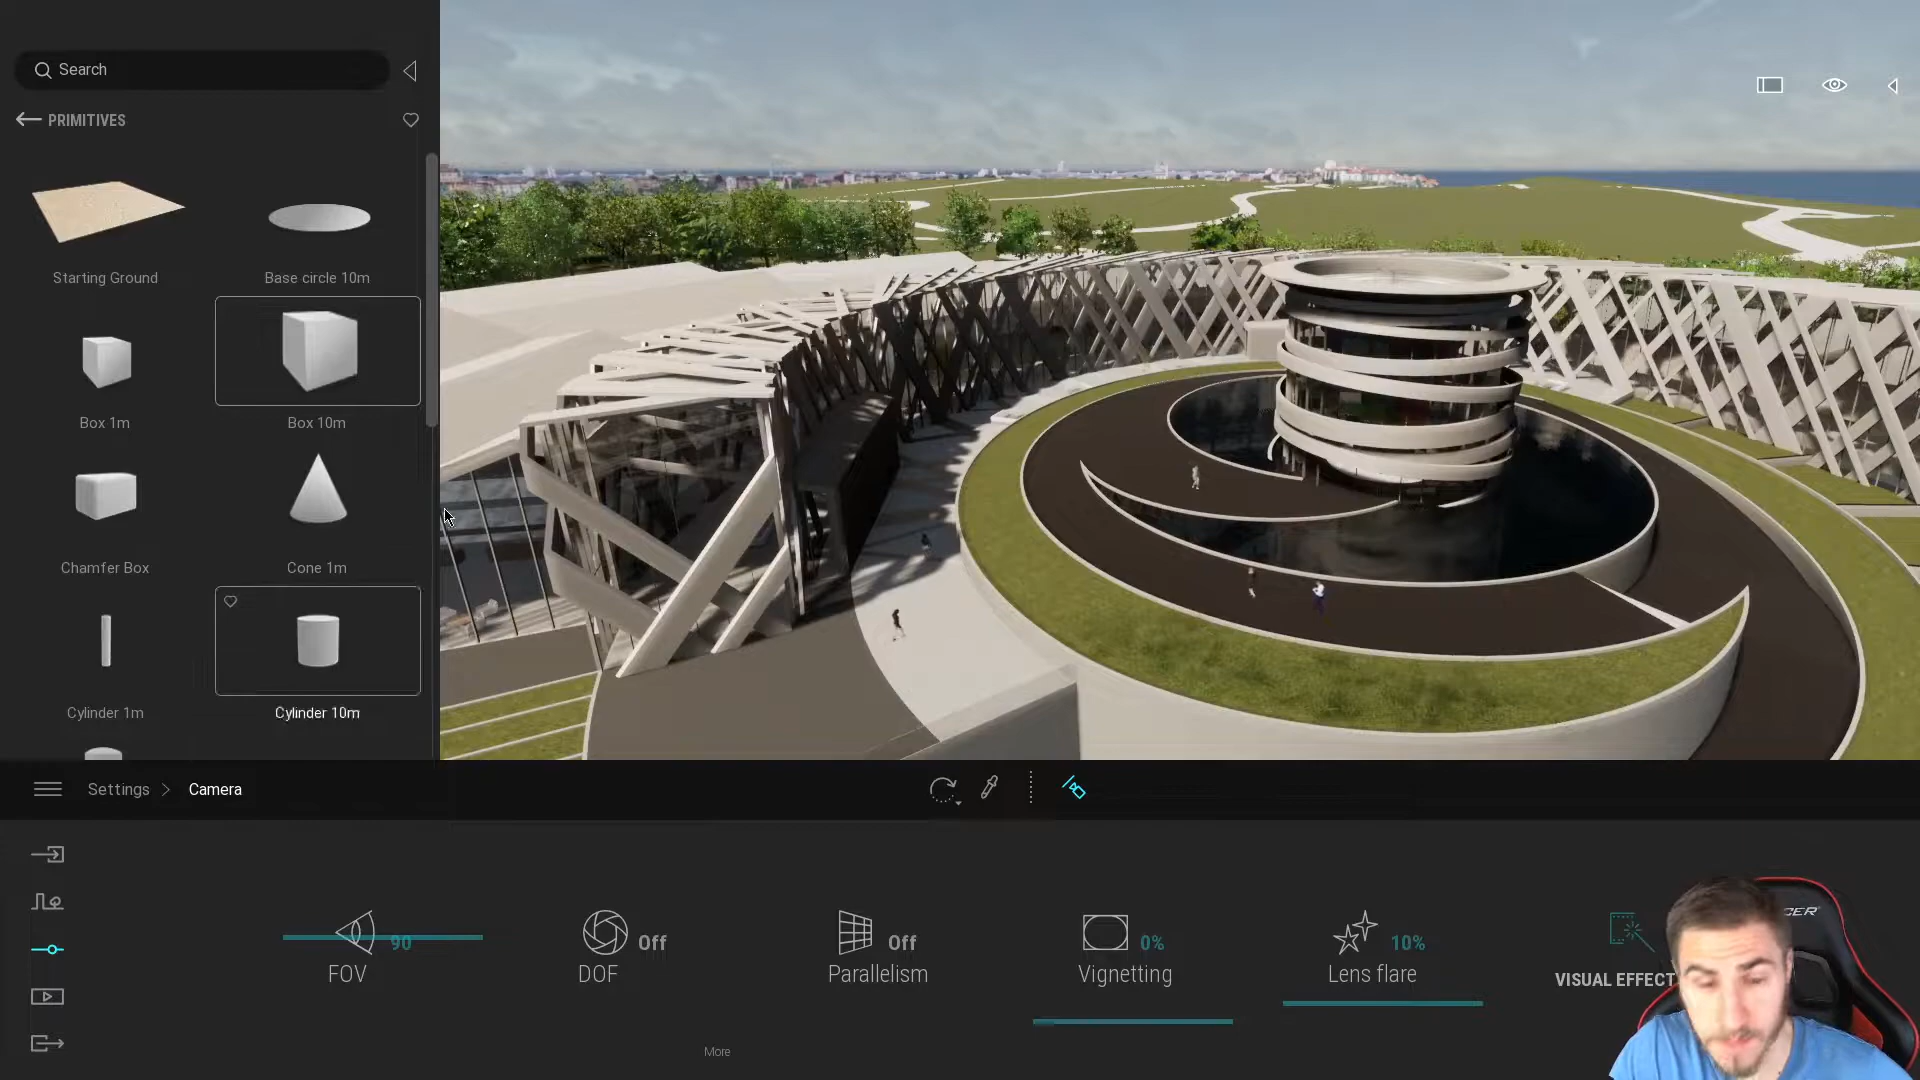 Search
PRIMITIVES
Starting Ground
Base circle 10m
Box 1m
Box 10m
Chamfer Box
Cone 1m
Cylinder 1m
Cylinder 10m
Settings
Camera
90
FOV
Off
DOF
Off
Parallelism
0%
Vignetting
10%
Lens flare
VISUAL EFFECT
More